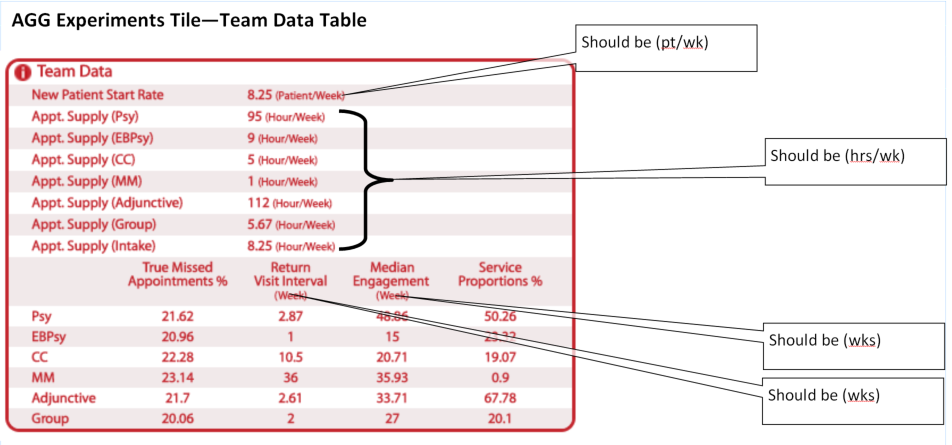 AGG Experiments Tile—Team Data Table
Should be (pt/wk)
Team Data
New Patient Start Rate 8.25 (Patient/Week)
Appt. Supply (Psy) 95 (Hour/Week)
Appt. Supply (EBPsy) 9 (Hour/Week)
Should be (hrs/wk)
Appt. Supply (CC) 5 (Hour/Week)
Appt. Supply (MM) 1 (Hour/Week)
Appt. Supply (Adjunctive) 112 (Hour/Week)
Appt. Supply (Group) 5.67 (Hour/Week)
Appt. Supply (Intake) 8.25 (Hour/Week)
True Missed Return Median Service
Appointments % Visit Interval Engagement Proportions %
(Week) (Week)
Psy 21.62 2.87 48.86 50.26
EBPsy 20.96 1 15 23.33
Should be (wks)
CC 22.28 10.5 20.71 19.07
MM 23.14 36 35.93 0.9
Should be (wks)
Adjunctive 21.7 2.61 33.71 67.78
Group 20.06 2 27 20.1